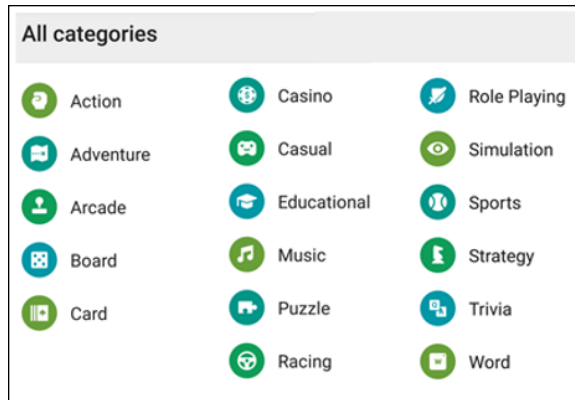 All categories
Action
Adventure
Arcade
Board
Card
Casino
Casual
Educational
Music
Puzzle
Racing
Role Playing
Simulation
Sports
Strategy
Trivia
Word